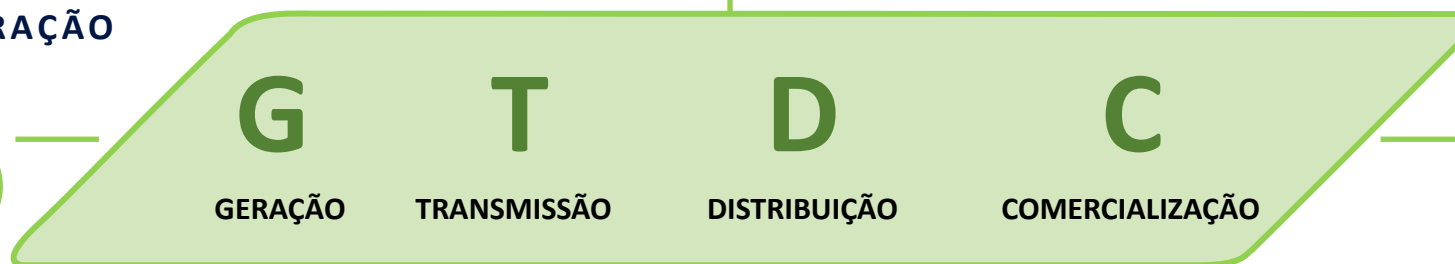 RAÇÃO
G T D C
GERAÇÃO TRANSMISSÃO DISTRIBUIÇÃO COMERCIALIZAÇÃO